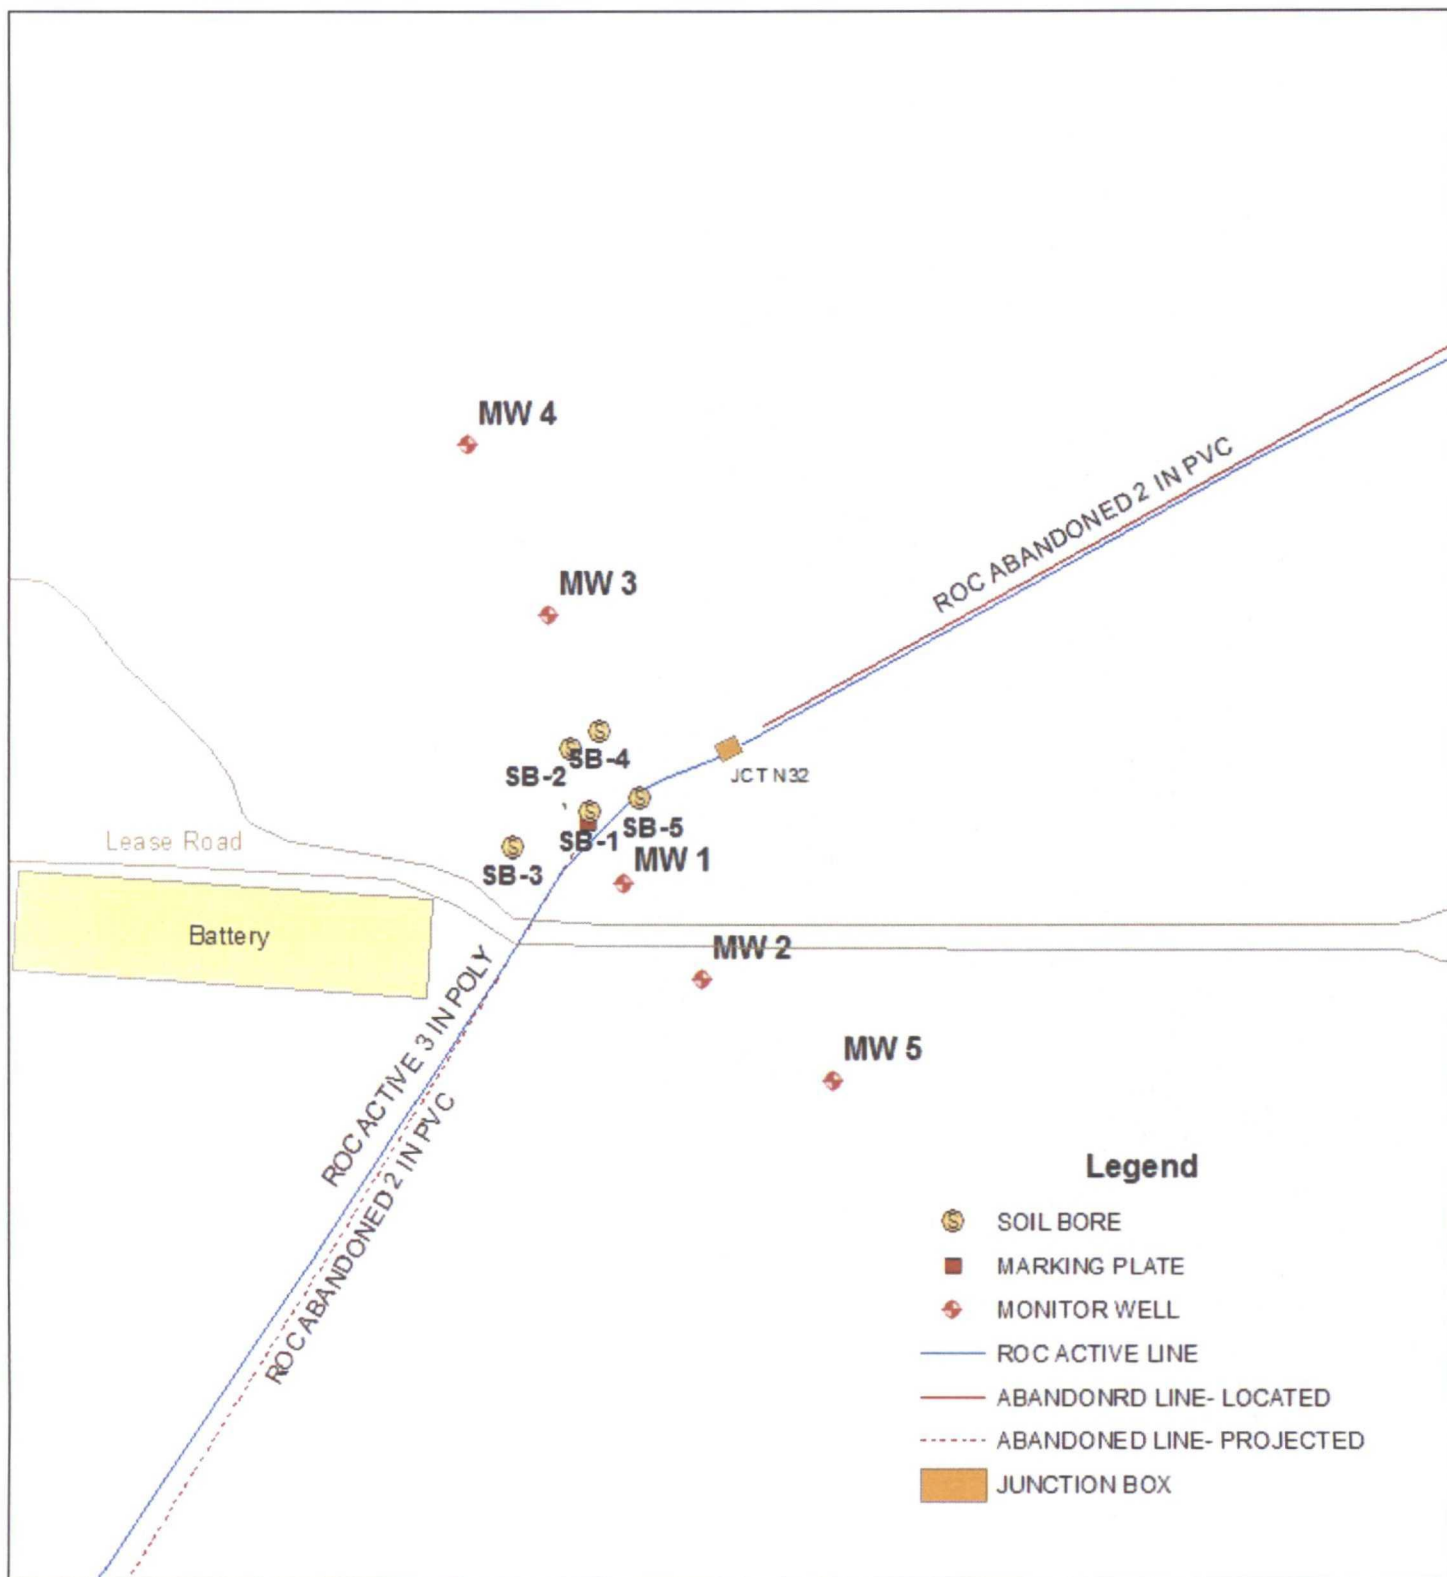 MW 4
ROC ABANDONED 2 IN PVC
MW 3
SB-4
SB-2
JCT N32
SB-5
SB-1
Lease Road
MW 1
SB-3
Battery
MW 2
ROC ACTIVE 3 IN POLY
MW 5
ROC ABANDONED 2 IN PVC
Legend
S SOIL BORE
MARKING PLATE
MONITOR WELL
ROC ACTIVE LINE
ABANDONRD LINE- LOCATED
ABANDONED LINE- PROJECTED
JUNCTION BOX